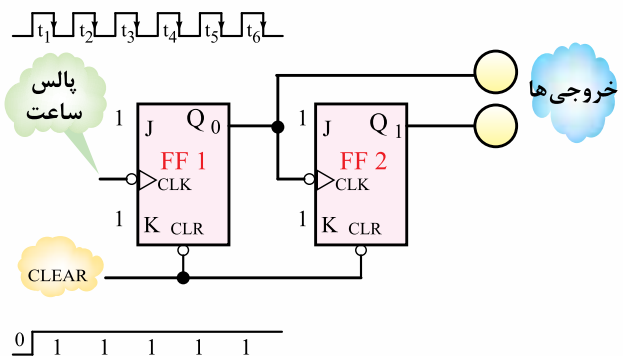 t1 t2 t3 t4 t5 t6
پالس
ساعت
خروجی‌ها
1 J Q 0
FF 1
CLK
1 K CLR
1 J Q 1
FF 2
CLK
1 K CLR
CLEAR
0 1 1 1 1 1